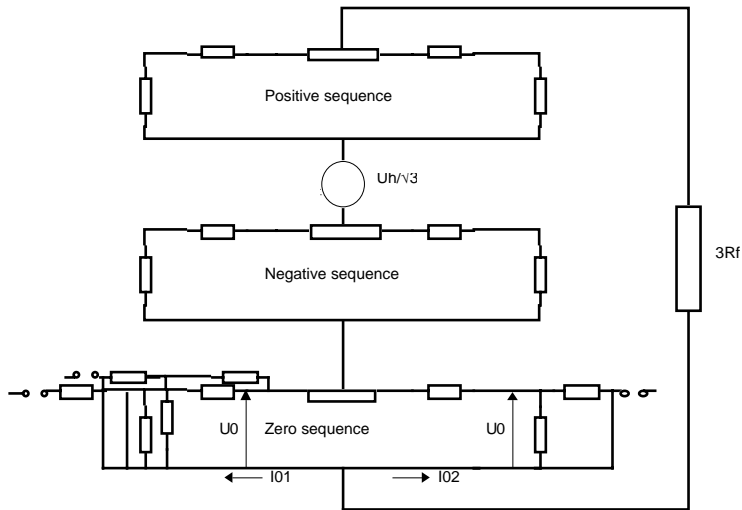 Positive sequence
Uh/√3
Negative sequence
3Rf
U0
Zero sequence
U0
I01
I02